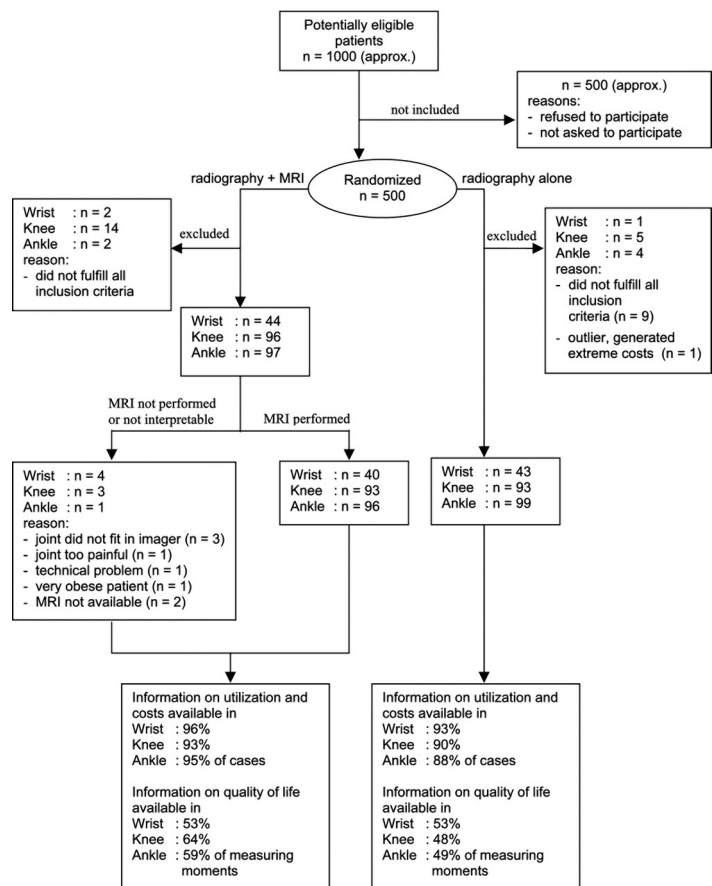 Potentially eligible
patients
n = 1000 (approx.)
not included
n = 500 (approx.)
reasons:
- refused to participate
- not asked to participate
radiography + MRI
Randomized
n = 500
radiography alone
Wrist : n = 2
Knee : n = 14
Ankle : n = 2
reason:
- did not fulfill all
inclusion criteria
excluded
excluded
Wrist : n = 1
Knee : n = 5
Ankle : n = 4
reason:
- did not fulfill all
inclusion
criteria (n = 9)
- outlier, generated
extreme costs (n = 1)
Wrist : n = 44
Knee : n = 96
Ankle : n = 97
MRI not performed
or not interpretable
MRI performed
Wrist : n = 4
Knee : n = 3
Ankle : n = 1
reason:
- joint did not fit in imager (n = 3)
- joint too painful (n = 1)
- technical problem (n = 1)
- very obese patient (n = 1)
- MRI not available (n = 2)
Wrist : n = 40
Knee : n = 93
Ankle : n = 96
Wrist : n = 43
Knee : n = 93
Ankle : n = 99
Information on utilization and
costs available in
Wrist : 96%
Knee : 93%
Ankle : 95% of cases
Information on quality of life
available in
Wrist : 53%
Knee : 64%
Ankle : 59% of measuring
moments
Information on utilization and
costs available in
Wrist : 93%
Knee : 90%
Ankle : 88% of cases
Information on quality of life
available in
Wrist : 53%
Knee : 48%
Ankle : 49% of measuring
moments